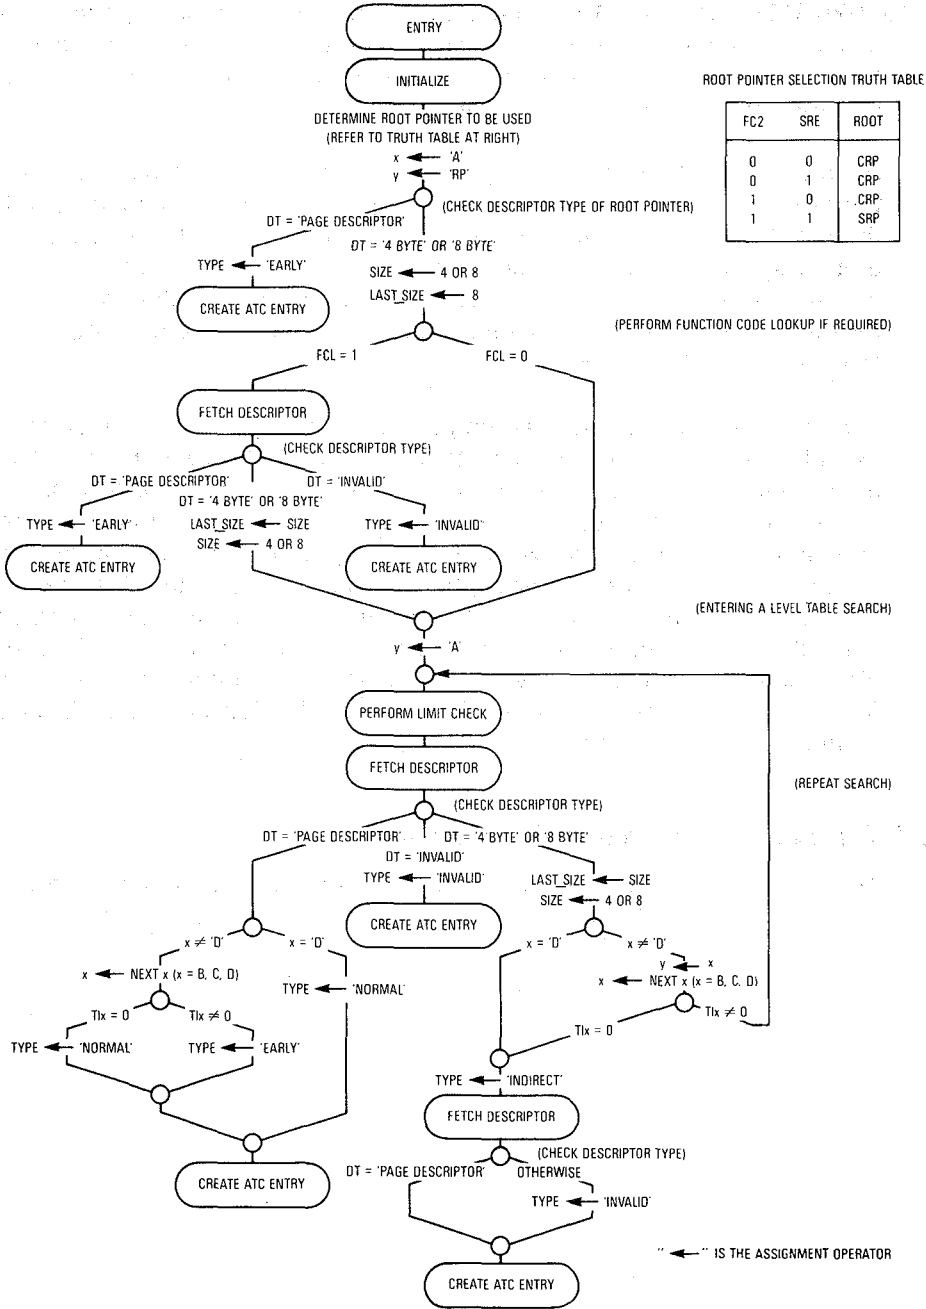 ENTRY
INITIALIZE
DETERMINE ROOT POINTER TO BE USED
(REFER TO TRUTH TABLE AT RIGHT)
x ← 'A'
y ← 'RP'
ROOT POINTER SELECTION TRUTH TABLE
FC2 SRE ROOT
0 0 CRP
0 1 CRP
1 0 CRP
1 1 SRP
(CHECK DESCRIPTOR TYPE OF ROOT POINTER)
DT = 'PAGE DESCRIPTOR'
DT = '4 BYTE' OR '8 BYTE'
TYPE ← 'EARLY'
SIZE ← 4 OR 8
LAST_SIZE ← 8
CREATE ATC ENTRY
(PERFORM FUNCTION CODE LOOKUP IF REQUIRED)
FCL = 1
FCL = 0
FETCH DESCRIPTOR
(CHECK DESCRIPTOR TYPE)
DT = 'PAGE DESCRIPTOR'
DT = 'INVALID'
DT = '4 BYTE' OR '8 BYTE'
TYPE ← 'EARLY'
LAST_SIZE ← SIZE
SIZE ← 4 OR 8
TYPE ← 'INVALID'
CREATE ATC ENTRY
CREATE ATC ENTRY
(ENTERING A LEVEL TABLE SEARCH)
y ← 'A'
PERFORM LIMIT CHECK
FETCH DESCRIPTOR
(REPEAT SEARCH)
(CHECK DESCRIPTOR TYPE)
DT = 'PAGE DESCRIPTOR'
DT = '4 BYTE' OR '8 BYTE'
DT = 'INVALID'
TYPE ← 'INVALID'
CREATE ATC ENTRY
LAST_SIZE ← SIZE
SIZE ← 4 OR 8
x ≠ 'D'
x = 'D'
x = 'D'
x ≠ 'D'
x ← NEXT x (x = B, C, D)
TYPE ← 'NORMAL'
y ← x
x ← NEXT x (x = B, C, D)
TIx = 0
TIx ≠ 0
TIx = 0
TIx ≠ 0
TYPE ← 'NORMAL'
TYPE ← 'EARLY'
TYPE ← 'INDIRECT'
FETCH DESCRIPTOR
(CHECK DESCRIPTOR TYPE)
CREATE ATC ENTRY
DT = 'PAGE DESCRIPTOR'
OTHERWISE
TYPE ← 'INVALID'
CREATE ATC ENTRY
"←" IS THE ASSIGNMENT OPERATOR